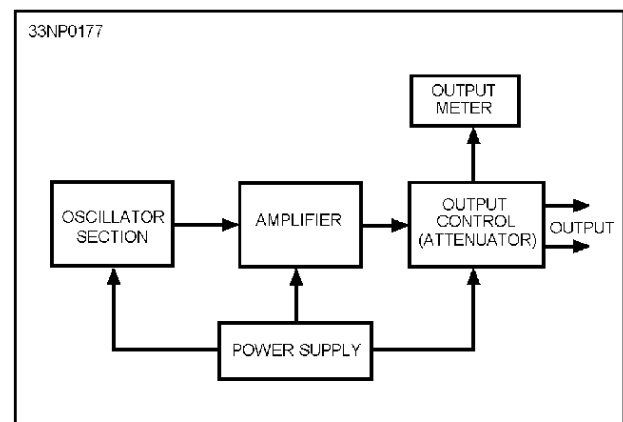 33NP0177
OUTPUT
METER
OSCILLATOR
SECTION
AMPLIFIER
OUTPUT
CONTROL
(ATTENUATOR)
OUTPUT
POWER SUPPLY